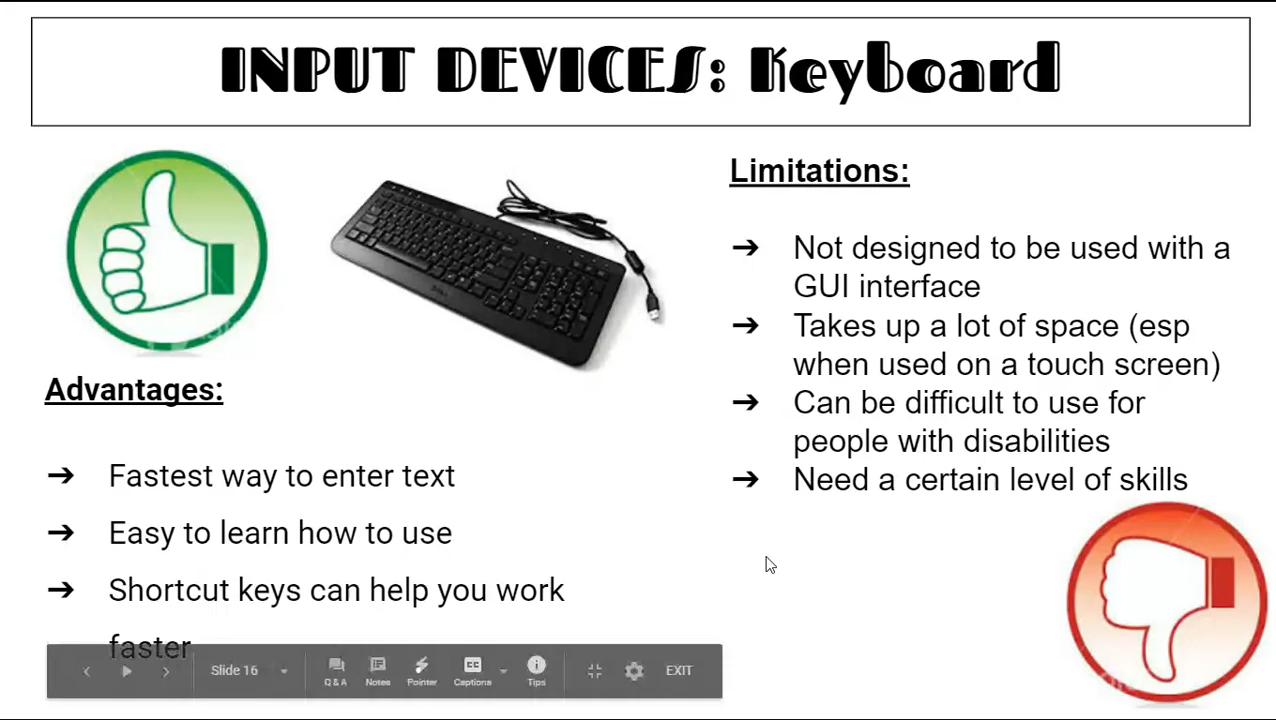 INPUT DEVICES: Keyboard
Limitations:
➔ Not designed to be used with a
GUI interface
➔ Takes up a lot of space (esp
when used on a touch screen)
➔ Can be difficult to use for
people with disabilities
➔ Need a certain level of skills
Advantages:
➔ Fastest way to enter text
➔ Easy to learn how to use
➔ Shortcut keys can help you work
faster
Slide 16
Q & A Notes Pointer CC Captions Tips EXIT